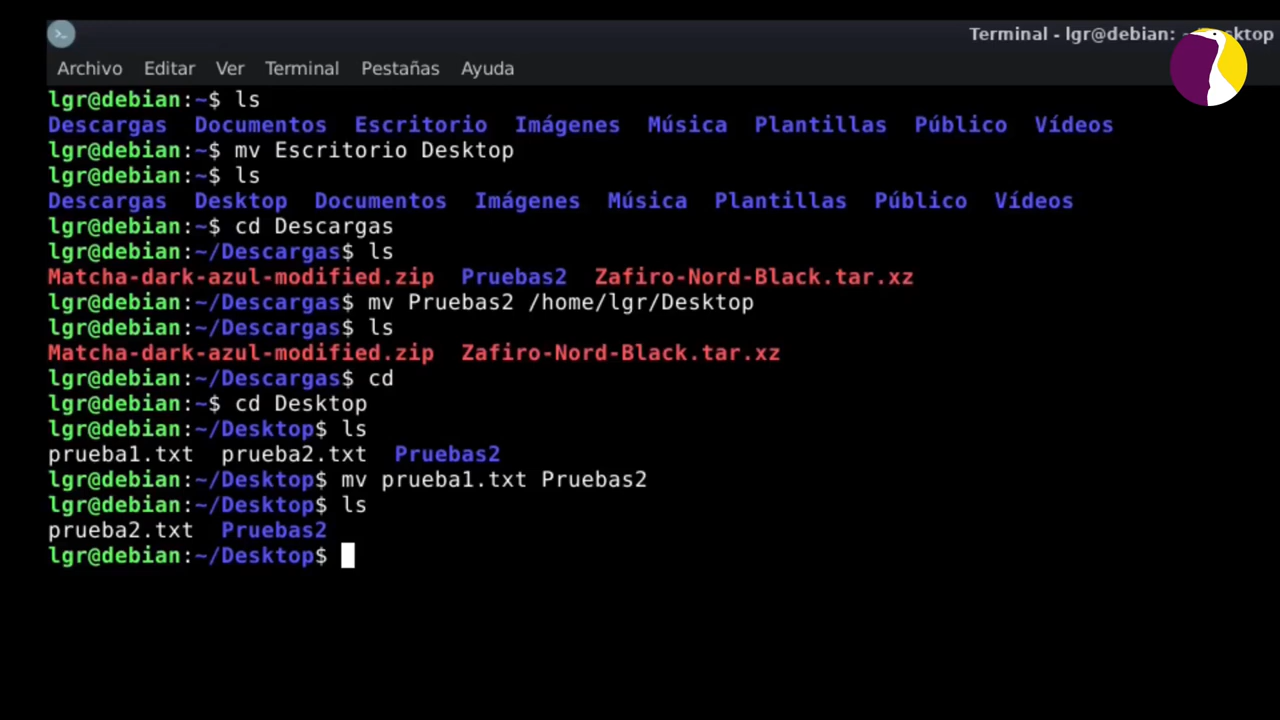 Terminal - lgr@debian: ~
Archivo Editar Ver Terminal Pestañas Ayuda
lgr@debian:~$ ls
Descargas Documentos Escritorio Imágenes Música Plantillas Público Vídeos
lgr@debian:~$ mv Escritorio Desktop
lgr@debian:~$ ls
Descargas Desktop Documentos Imágenes Música Plantillas Público Vídeos
lgr@debian:~$ cd Descargas
lgr@debian:~/Descargas$ ls
Matcha-dark-azul-modified.zip Pruebas2 Zafiro-Nord-Black.tar.xz
lgr@debian:~/Descargas$ mv Pruebas2 /home/lgr/Desktop
lgr@debian:~/Descargas$ ls
Matcha-dark-azul-modified.zip Zafiro-Nord-Black.tar.xz
lgr@debian:~/Descargas$ cd
lgr@debian:~$ cd Desktop
lgr@debian:~/Desktop$ ls
prueba1.txt prueba2.txt Pruebas2
lgr@debian:~/Desktop$ mv prueba1.txt Pruebas2
lgr@debian:~/Desktop$ ls
prueba2.txt Pruebas2
lgr@debian:~/Desktop$